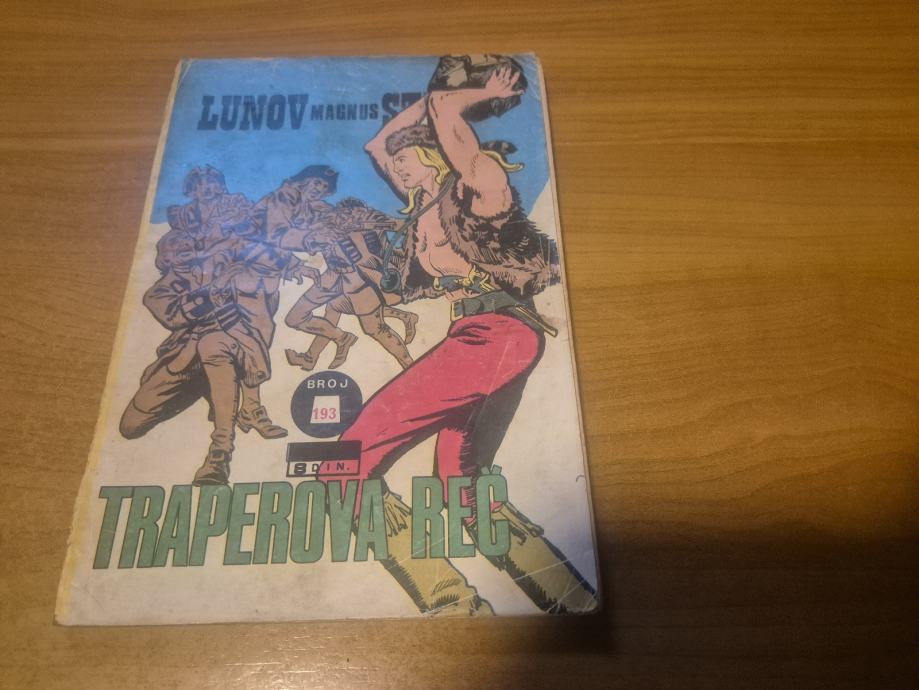 LUNOV MAGNUS
BROJ
193
8 DIN.
TRAPEROVA REČ